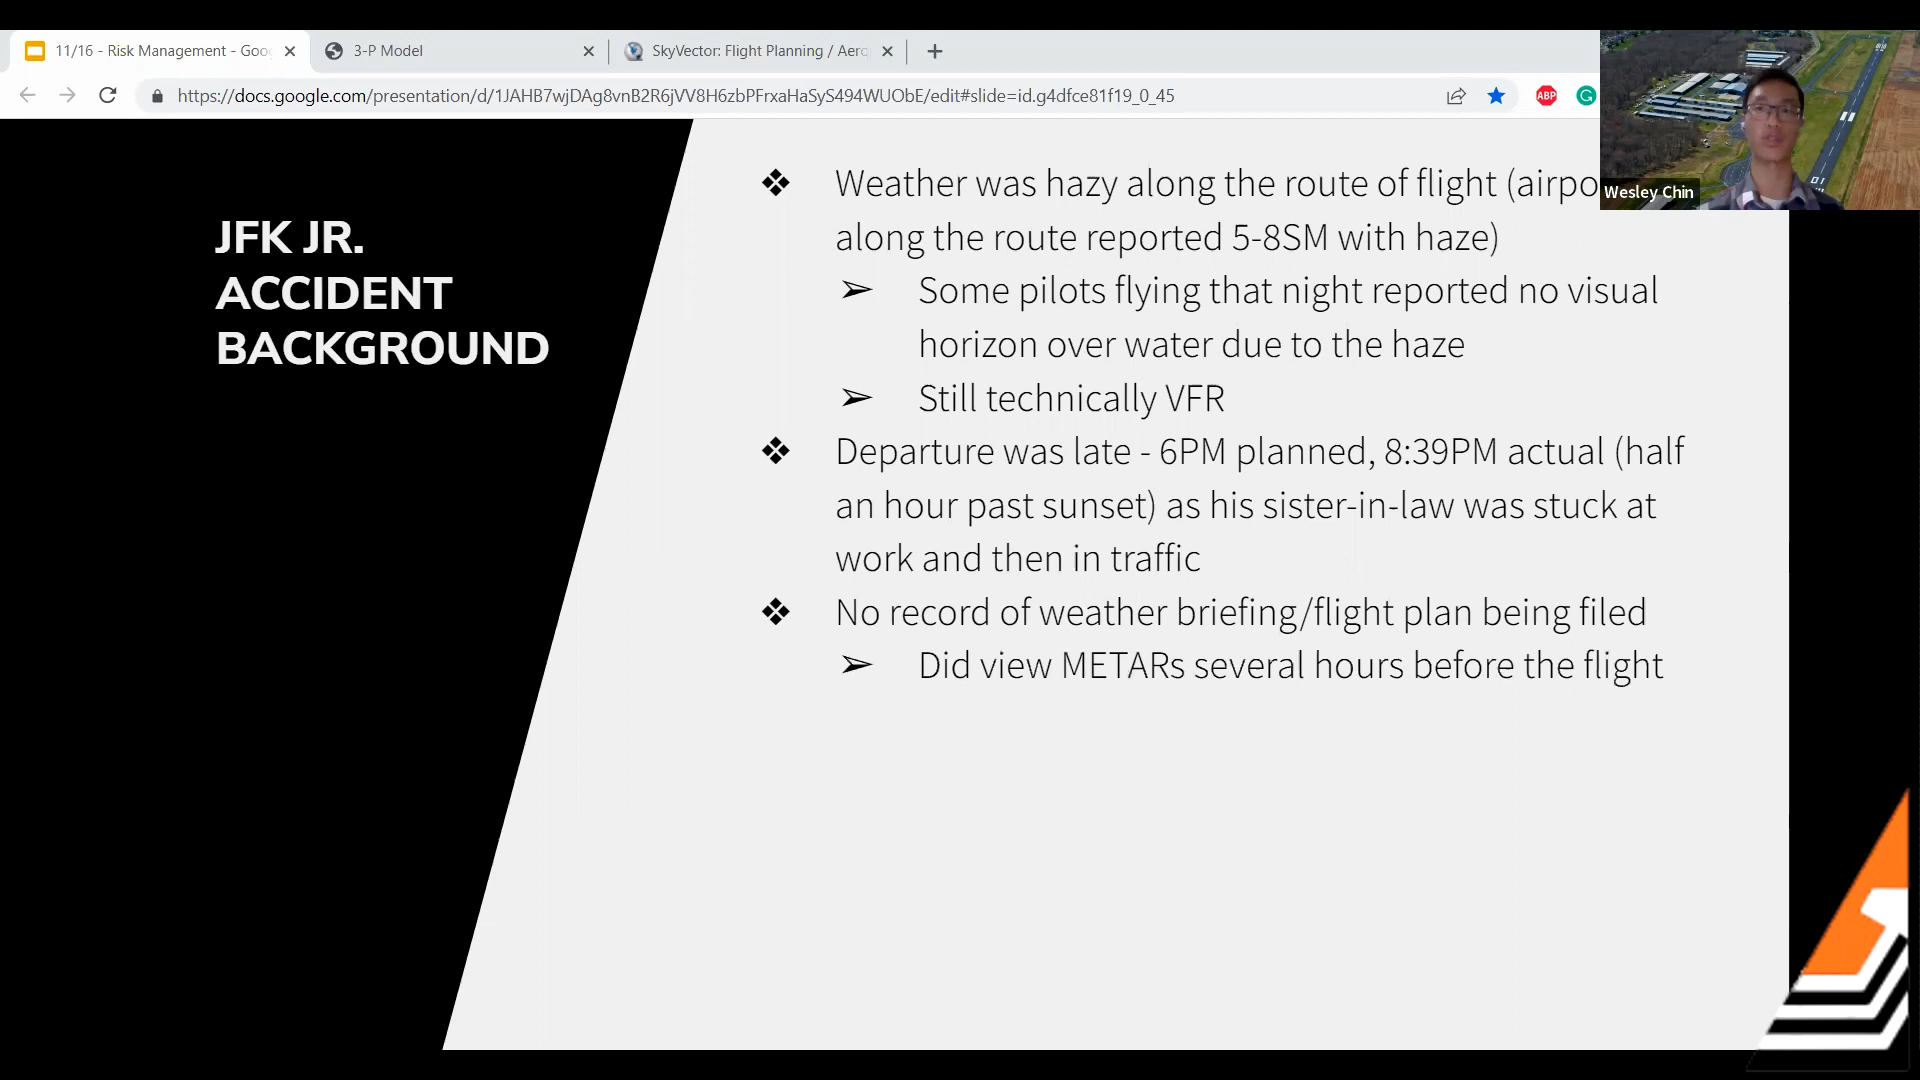 11/16 - Risk Management - Goo
3-P Model
SkyVector: Flight Planning / Aero
https://docs.google.com/presentation/d/1JAHB7wjDAg8vnB2R6jVV8H6zbPFrxaHaSyS494WUObE/edit#slide=id.g4dfce81f19_0_45
ABP
Wesley Chin
JFK JR.
ACCIDENT
BACKGROUND
❖ Weather was hazy along the route of flight (airpo
along the route reported 5-8SM with haze)
➢ Some pilots flying that night reported no visual
horizon over water due to the haze
➢ Still technically VFR
❖ Departure was late - 6PM planned, 8:39PM actual (half
an hour past sunset) as his sister-in-law was stuck at
work and then in traffic
❖ No record of weather briefing/flight plan being filed
➢ Did view METARs several hours before the flight